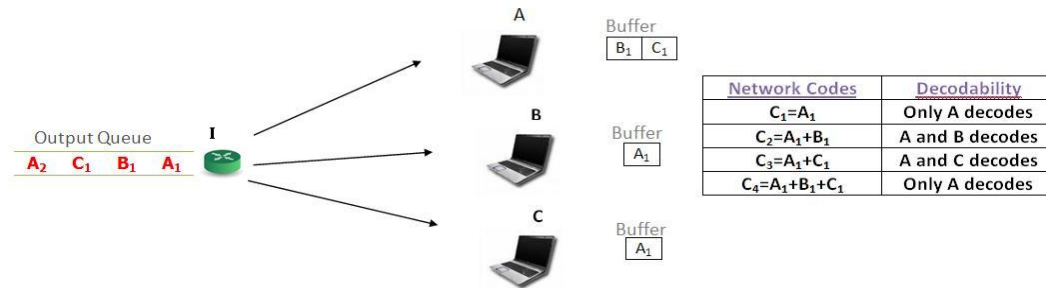 A
Buffer
B₁ C₁
Network Codes Decodability
C₁=A₁ Only A decodes
C₂=A₁+B₁ A and B decodes
C₃=A₁+C₁ A and C decodes
C₄=A₁+B₁+C₁ Only A decodes
Output Queue
I
A₂ C₁ B₁ A₁
B
Buffer
A₁
C
Buffer
A₁